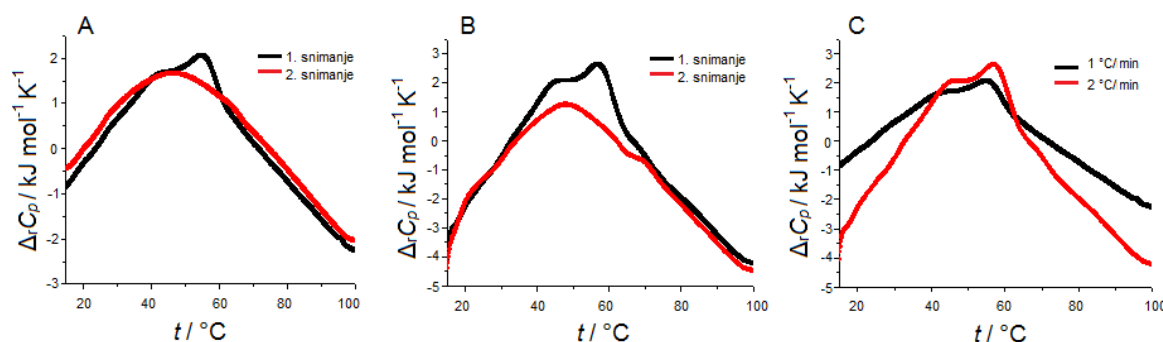 A
ΔrCp / kJ mol⁻¹ K⁻¹
2
1
0
-1
-2
-3
20
40
60
80
100
t / °C
1. snimanje
2. snimanje
B
ΔrCp / kJ mol⁻¹ K⁻¹
4
3
2
1
0
-1
-2
-3
-4
-5
20
40
60
80
100
t / °C
1. snimanje
2. snimanje
C
ΔrCp / kJ mol⁻¹ K⁻¹
4
3
2
1
0
-1
-2
-3
-4
-5
20
40
60
80
100
t / °C
1 °C/ min
2 °C/ min